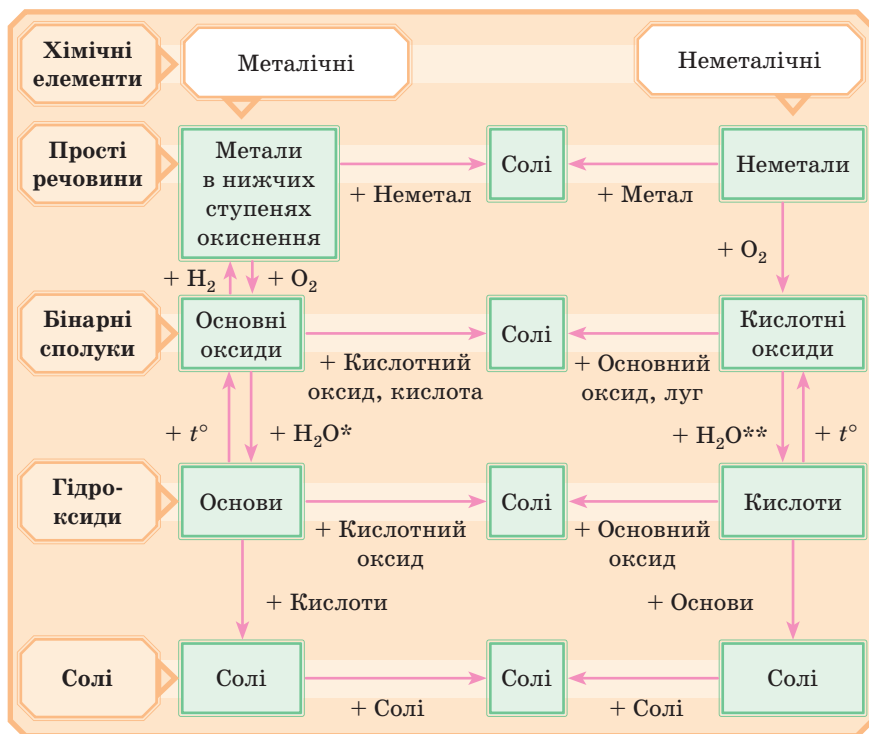 Хімічні
елементи
Металічні
Неметалічні
Прості
речовини
Метали
в нижчих
ступенях
окиснення
+ Неметал
Солі
+ Метал
Неметали
+ H₂
+ O₂
+ O₂
Бінарні
сполуки
Основні
оксиди
+ Кислотний
оксид, кислота
Солі
+ Основний
оксид, луг
Кислотні
оксиди
+ t°
+ H₂O*
+ H₂O**
+ t°
Гідро-
ксиди
Основи
+ Кислотний
оксид
Солі
+ Основний
оксид
Кислоти
+ Кислоти
+ Основи
Солі
Солі
+ Солі
Солі
+ Солі
Солі